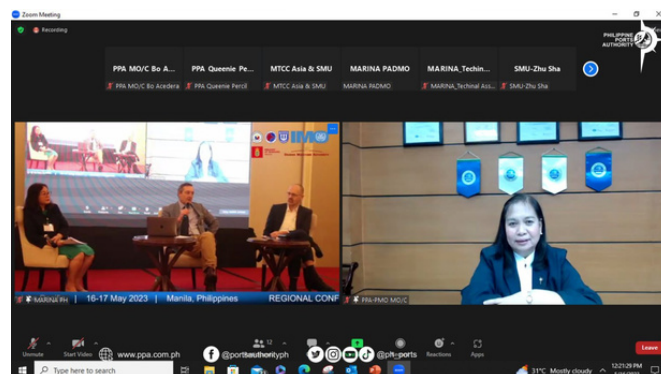 Zoom Meeting
Recording
PHILIPPINE
PORTS
AUTHORITY
PPA MO/C Bo A...
PPA Queenie Pe...
MTCC Asia & SMU
MARINA PADMO
MARINA_Techin...
SMU-Zhu Sha
PPA MO/C Bo Acedera
PPA Queenie Percil
MTCC Asia & SMU
MARINA PADMO
MARINA_Techinal Ass...
SMU-Zhu Sha
IMO
MARINA PH | 16-17 May 2023 | Manila, Philippines REGIONAL CONF
PPA-PMO MO/C
12
Unmute
Start Video
www.ppa.com.ph
@portsauthorityph
@ph_ports
Reactions
Apps
Leave
Type here to search
31°C Mostly cloudy
12:21:29 PM